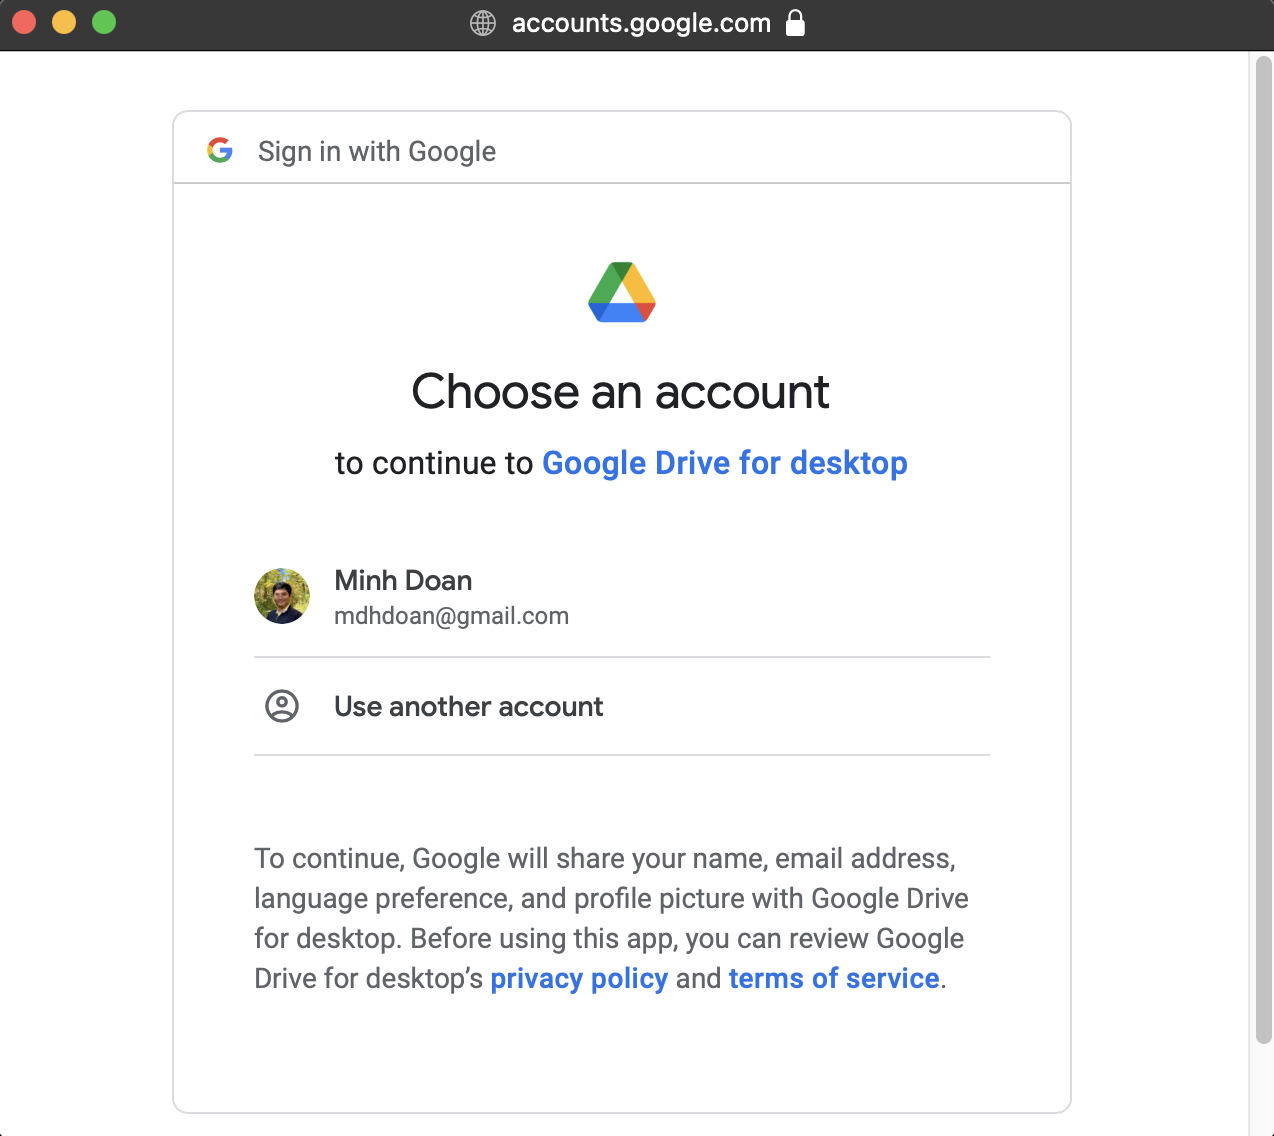 accounts.google.com
Sign in with Google
Choose an account
to continue to Google Drive for desktop
Minh Doan
mdhdoan@gmail.com
Use another account
To continue, Google will share your name, email address,
language preference, and profile picture with Google Drive
for desktop. Before using this app, you can review Google
Drive for desktop’s privacy policy and terms of service.